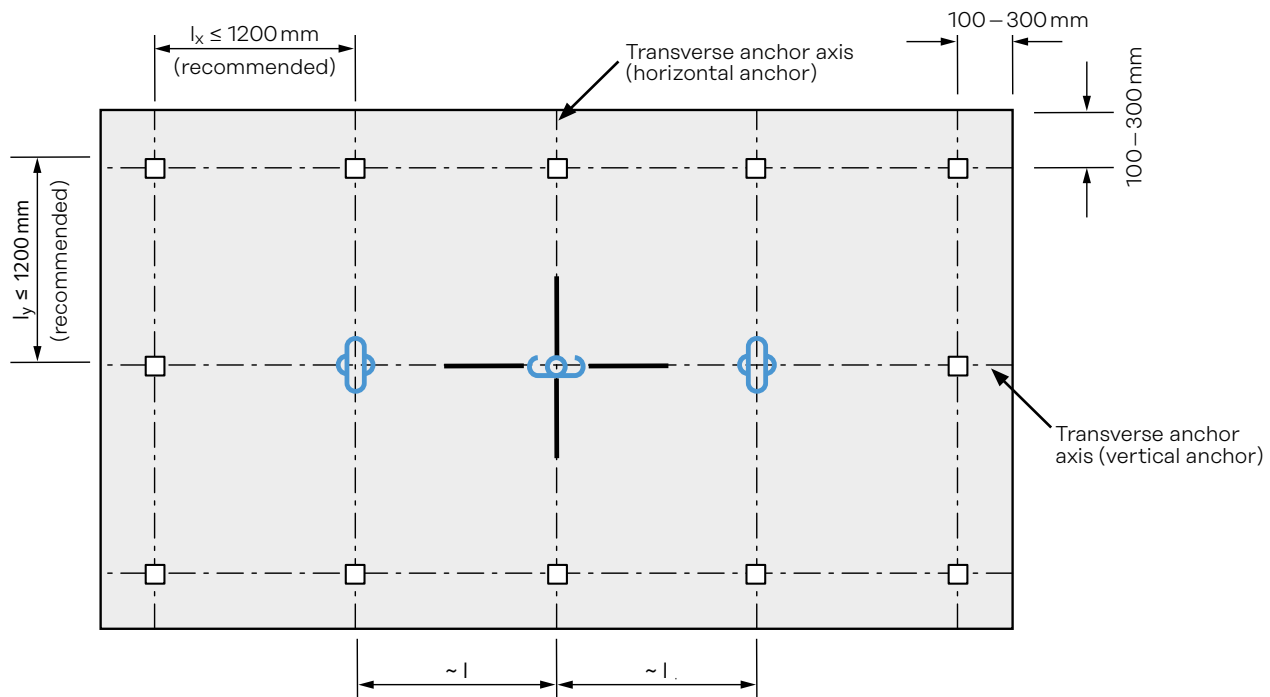 lx ≤ 1200 mm
(recommended)
100 – 300 mm
Transverse anchor axis
(horizontal anchor)
100 – 300 mm
ly ≤ 1200 mm
(recommended)
Transverse anchor
axis (vertical anchor)
~ l
~ l .